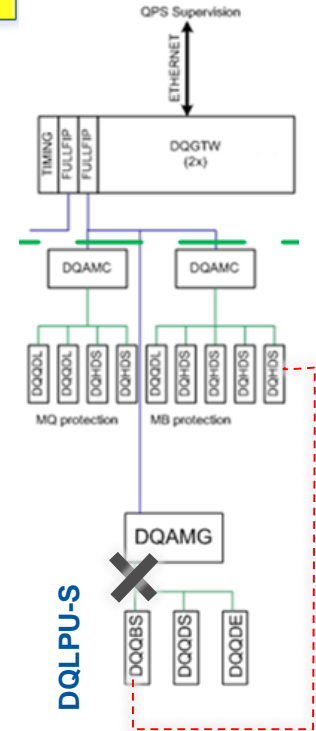 QPS Supervision
ETHERNET
TIMING
FULLFIP
FULLFIP
DQGTW
(2x)
DQAMC
DQAMC
DQQDL
DQQDL
DQHDS
DQHDS
DQQDL
DQHDS
DQHDS
DQHDS
DQHDS
MQ protection
MB protection
DQAMG
DQLPU-S
DQQBS
DQQDS
DQQDE